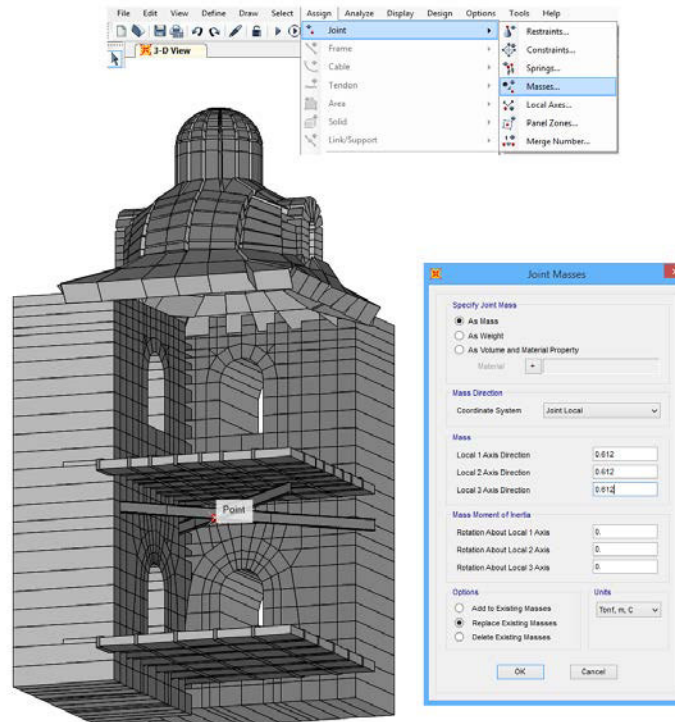 File Edit View Define Draw Select Assign Analyze Display Design Options Tools Help
3-D View
Joint
Frame
Cable
Tendon
Area
Solid
Link/Support
Restraints...
Constraints...
Springs...
Masses...
Local Axes...
Panel Zones...
Merge Number...
Point
Joint Masses
Specify Joint Mass
As Mass
As Weight
As Volume and Material Property
Material +
Mass Direction
Coordinate System Joint Local
Mass
Local 1 Axis Direction 0.612
Local 2 Axis Direction 0.612
Local 3 Axis Direction 0.612
Mass Moment of Inertia
Rotation About Local 1 Axis 0.
Rotation About Local 2 Axis 0.
Rotation About Local 3 Axis 0.
Options
Add to Existing Masses
Replace Existing Masses
Delete Existing Masses
Units
Tonf, m, C
OK Cancel